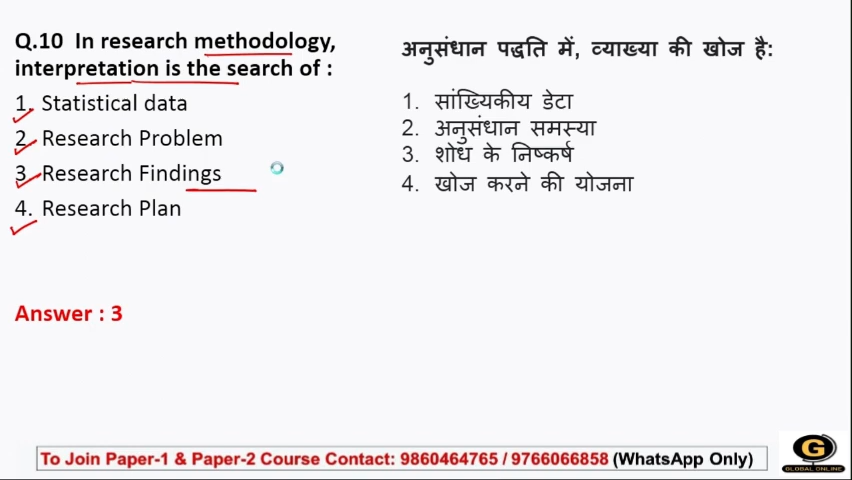 Q.10 In research methodology,
interpretation is the search of :
1. Statistical data
2. Research Problem
3. Research Findings
4. Research Plan
Answer : 3
अनुसंधान पद्धति में, व्याख्या की खोज है:
1. सांख्यिकीय डेटा
2. अनुसंधान समस्या
3. शोध के निष्कर्ष
4. खोज करने की योजना
To Join Paper-1 & Paper-2 Course Contact: 9860464765 / 9766066858 (WhatsApp Only)
G
GLOBAL ONLINE